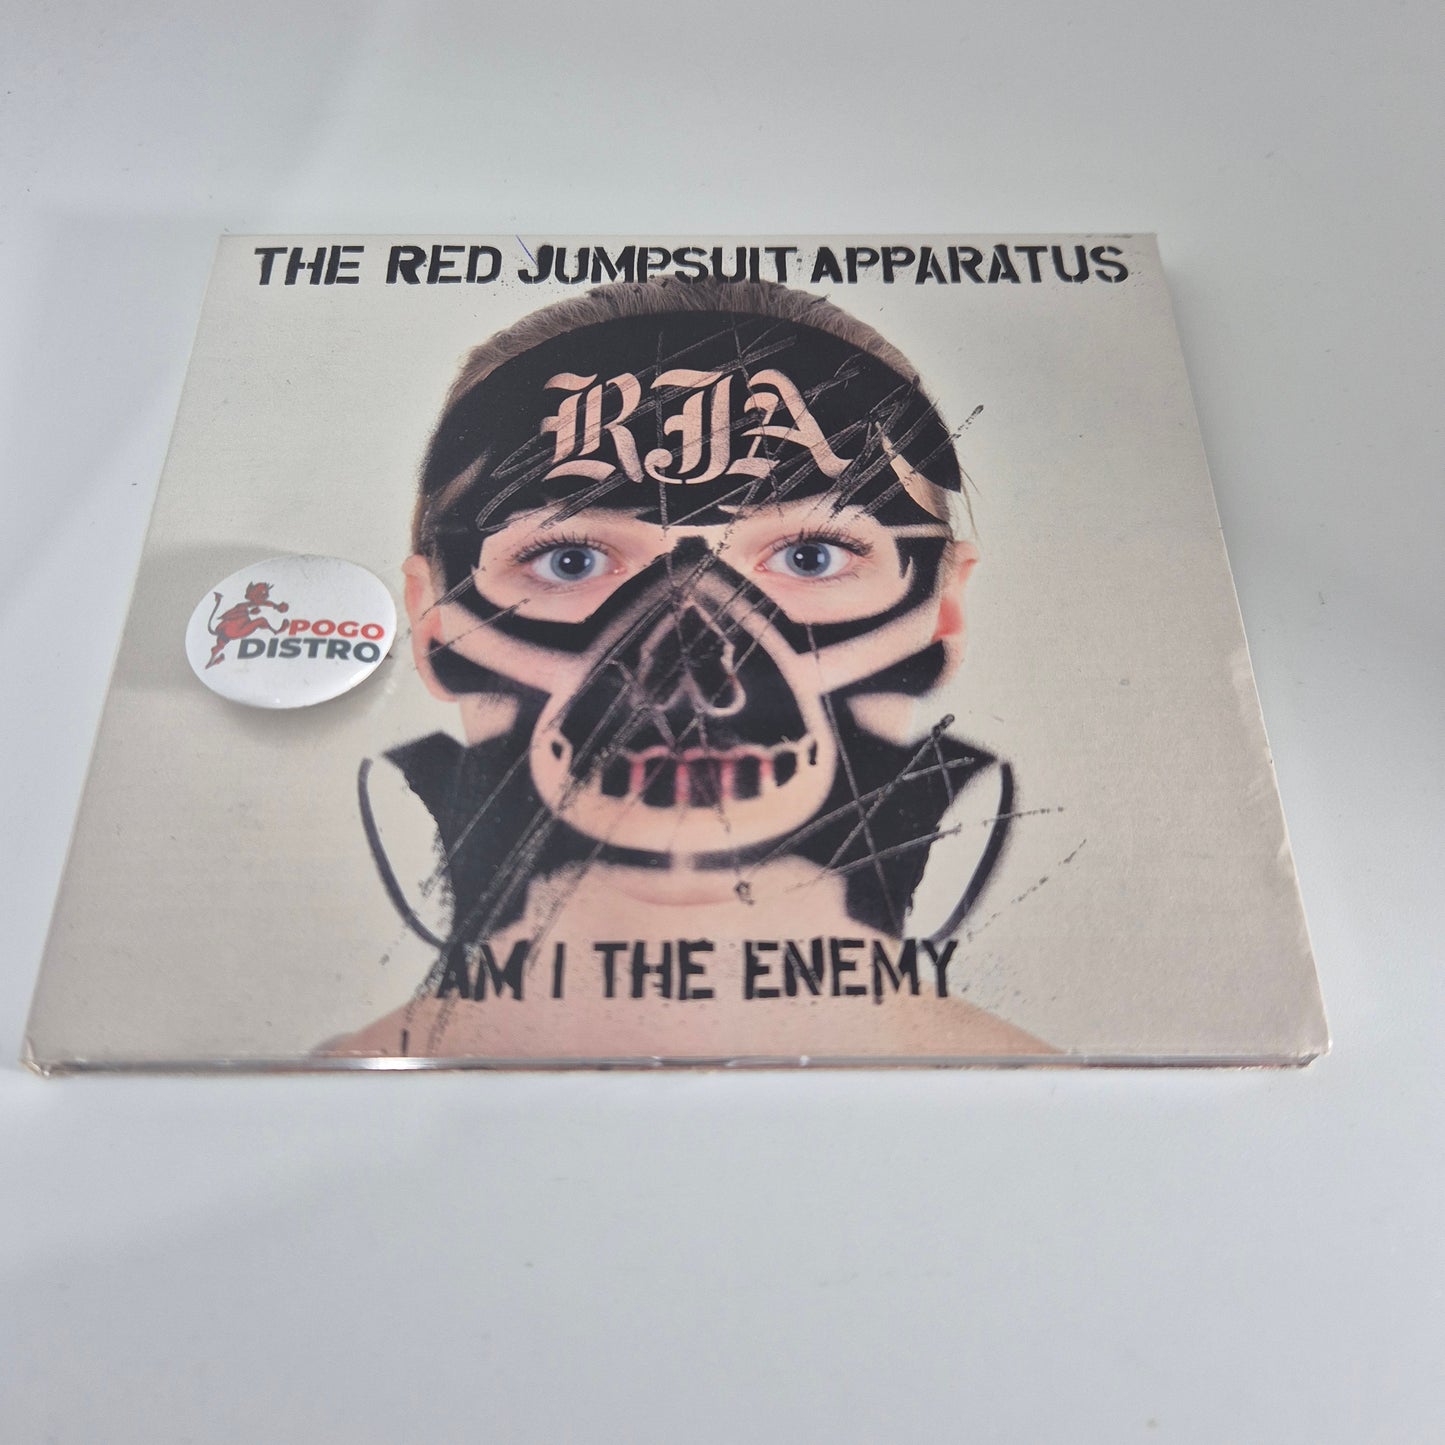 THE RED JUMPSUIT APPARATUS
RJA
POGO
DISTRO
AM I THE ENEMY